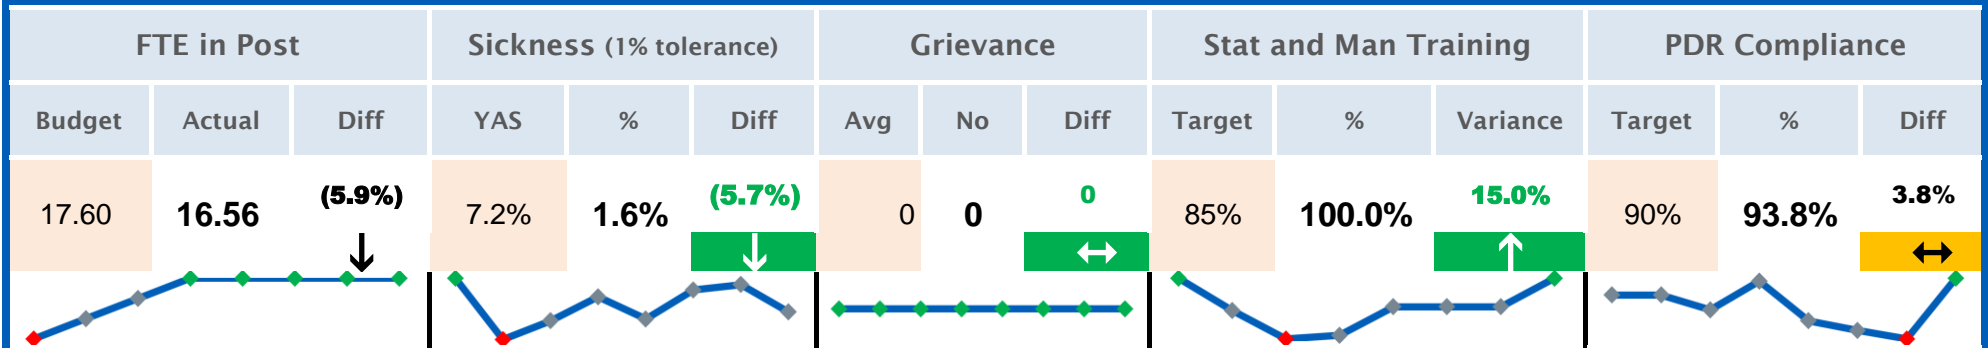 FTE in Post Sickness (1% tolerance) Grievance Stat and Man Training PDR Compliance
Budget Actual Diff YAS % Diff Avg No Diff Target % Variance Target % Diff
17.60 16.56 (5.9%) 7.2% 1.6% (5.7%) 0 0 0 85% 100.0% 15.0% 90% 93.8% 3.8%